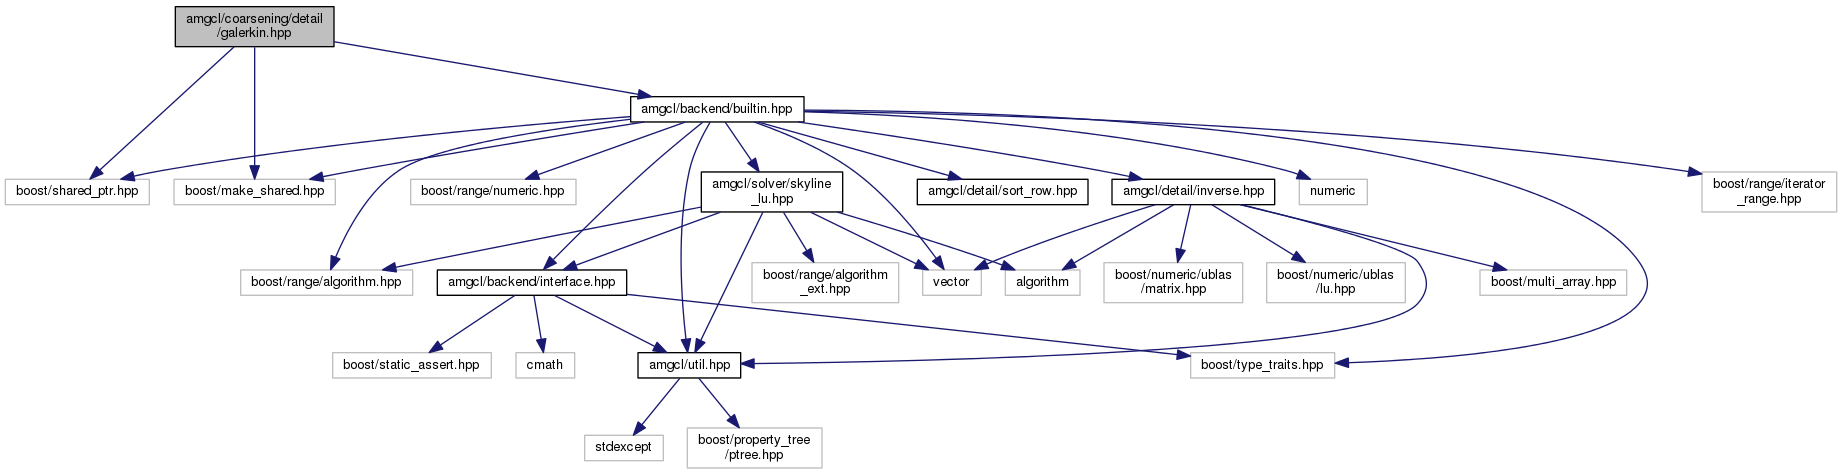 amgcl/coarsening/detail
/galerkin.hpp
amgcl/backend/builtin.hpp
boost/shared_ptr.hpp
boost/make_shared.hpp
boost/range/numeric.hpp
amgcl/solver/skyline
_lu.hpp
amgcl/detail/sort_row.hpp
amgcl/detail/inverse.hpp
numeric
boost/range/iterator
_range.hpp
boost/range/algorithm.hpp
amgcl/backend/interface.hpp
boost/range/algorithm
_ext.hpp
vector
algorithm
boost/numeric/ublas
/matrix.hpp
boost/numeric/ublas
/lu.hpp
boost/multi_array.hpp
boost/static_assert.hpp
cmath
amgcl/util.hpp
boost/type_traits.hpp
stdexcept
boost/property_tree
/ptree.hpp